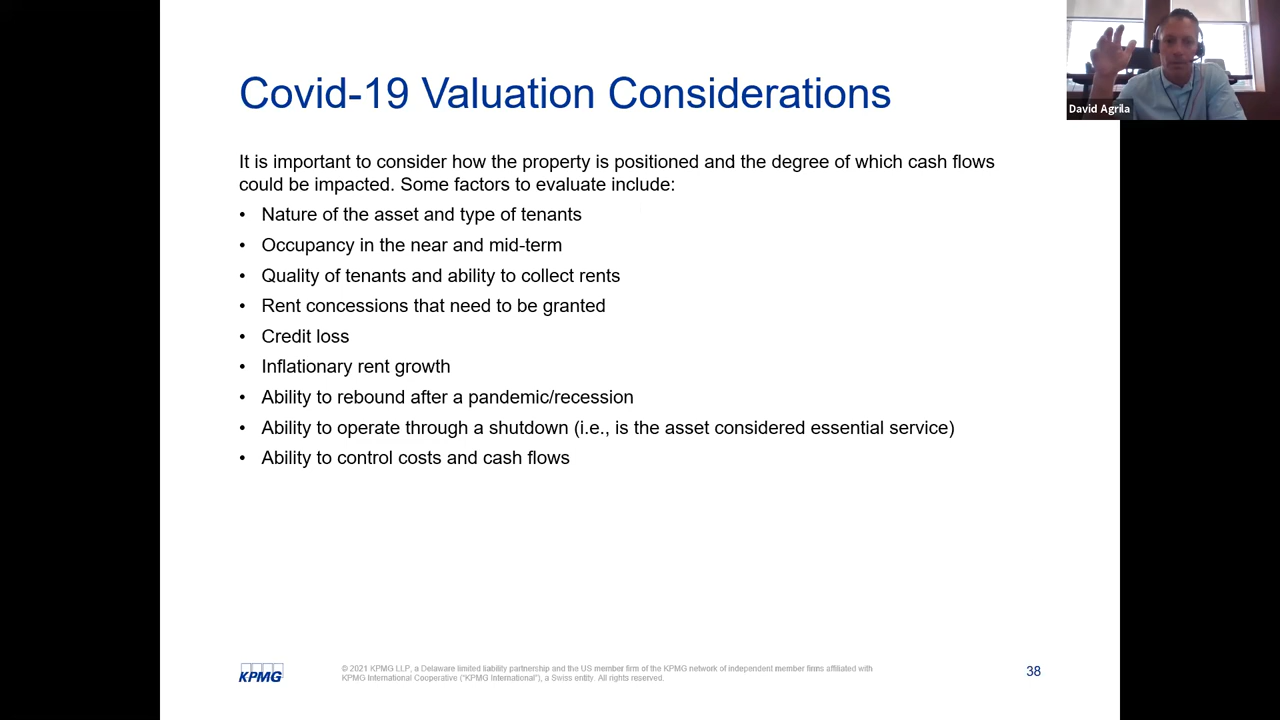 Covid-19 Valuation Considerations
David Agrila
It is important to consider how the property is positioned and the degree of which cash flows
could be impacted. Some factors to evaluate include:
• Nature of the asset and type of tenants
• Occupancy in the near and mid-term
• Quality of tenants and ability to collect rents
• Rent concessions that need to be granted
• Credit loss
• Inflationary rent growth
• Ability to rebound after a pandemic/recession
• Ability to operate through a shutdown (i.e., is the asset considered essential service)
• Ability to control costs and cash flows
KPMG
© 2021 KPMG LLP, a Delaware limited liability partnership and the US member firm of the KPMG network of independent member firms affiliated with
KPMG International Cooperative ("KPMG International"), a Swiss entity. All rights reserved.
38